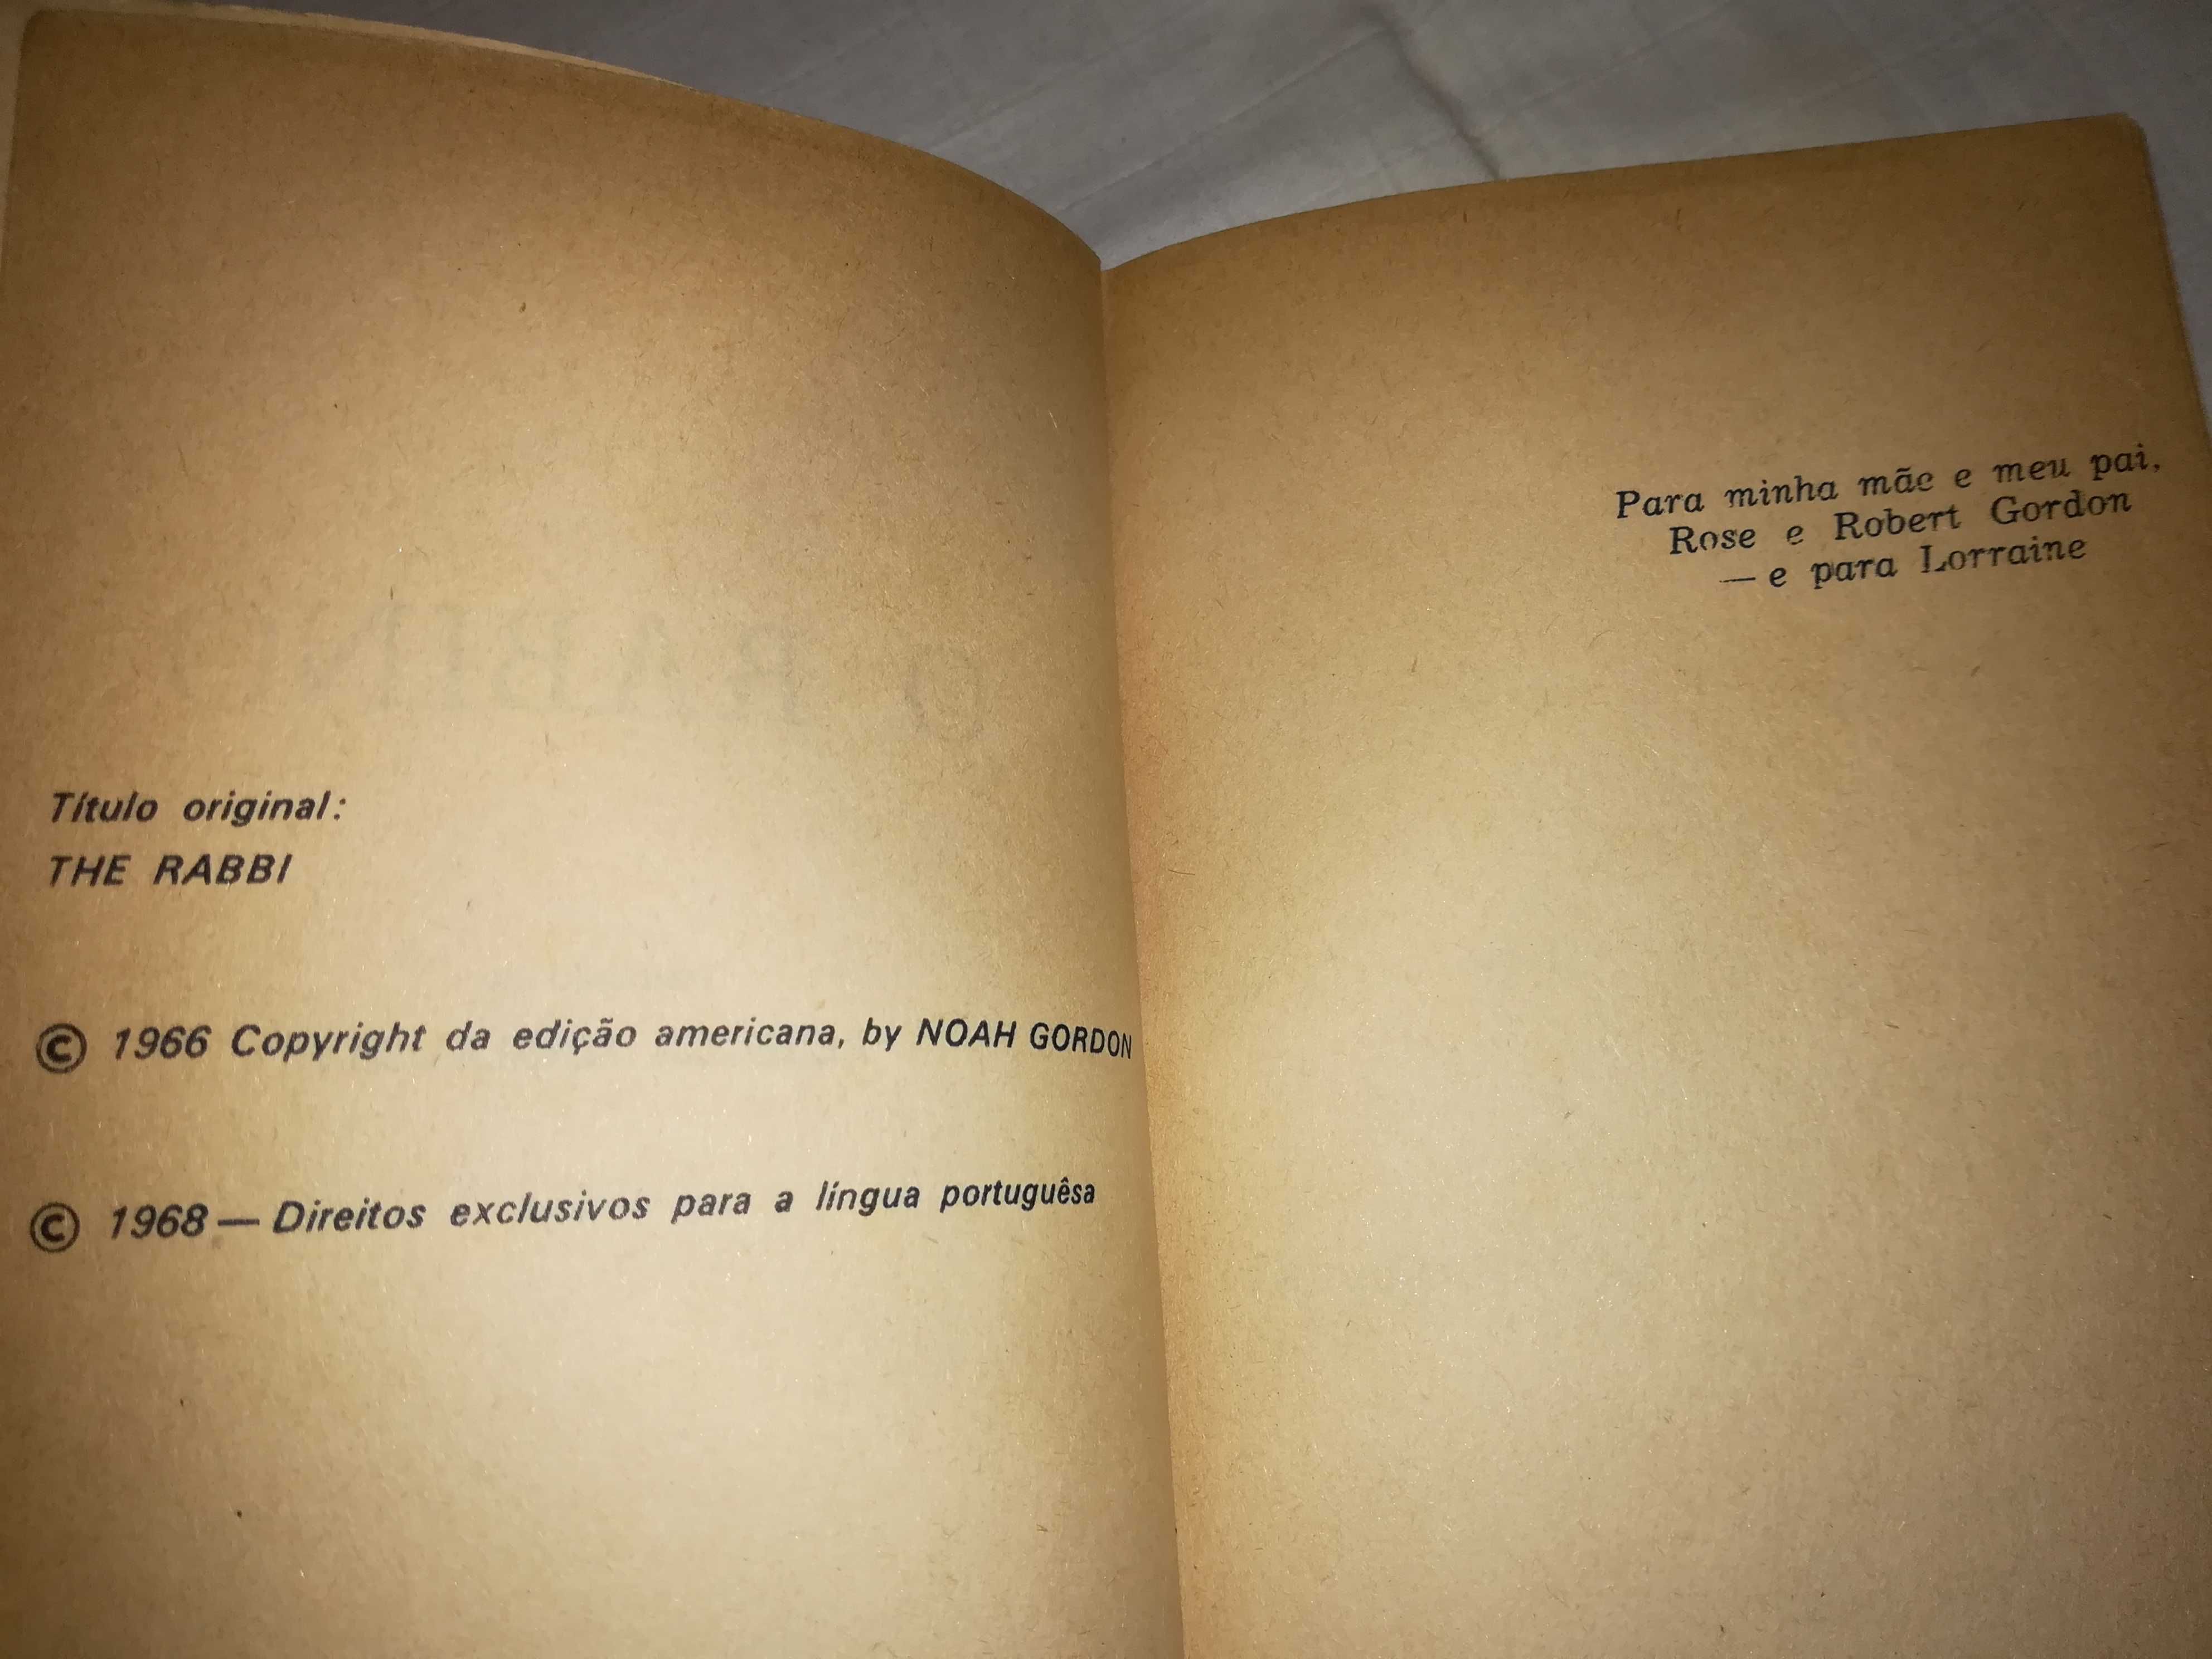 Título original:
THE RABBI
© 1966 Copyright da edição americana, by NOAH GORDON
© 1968 — Direitos exclusivos para a língua portuguêsa
Para minha mãe e meu pai,
Rose e Robert Gordon
— e para Lorraine